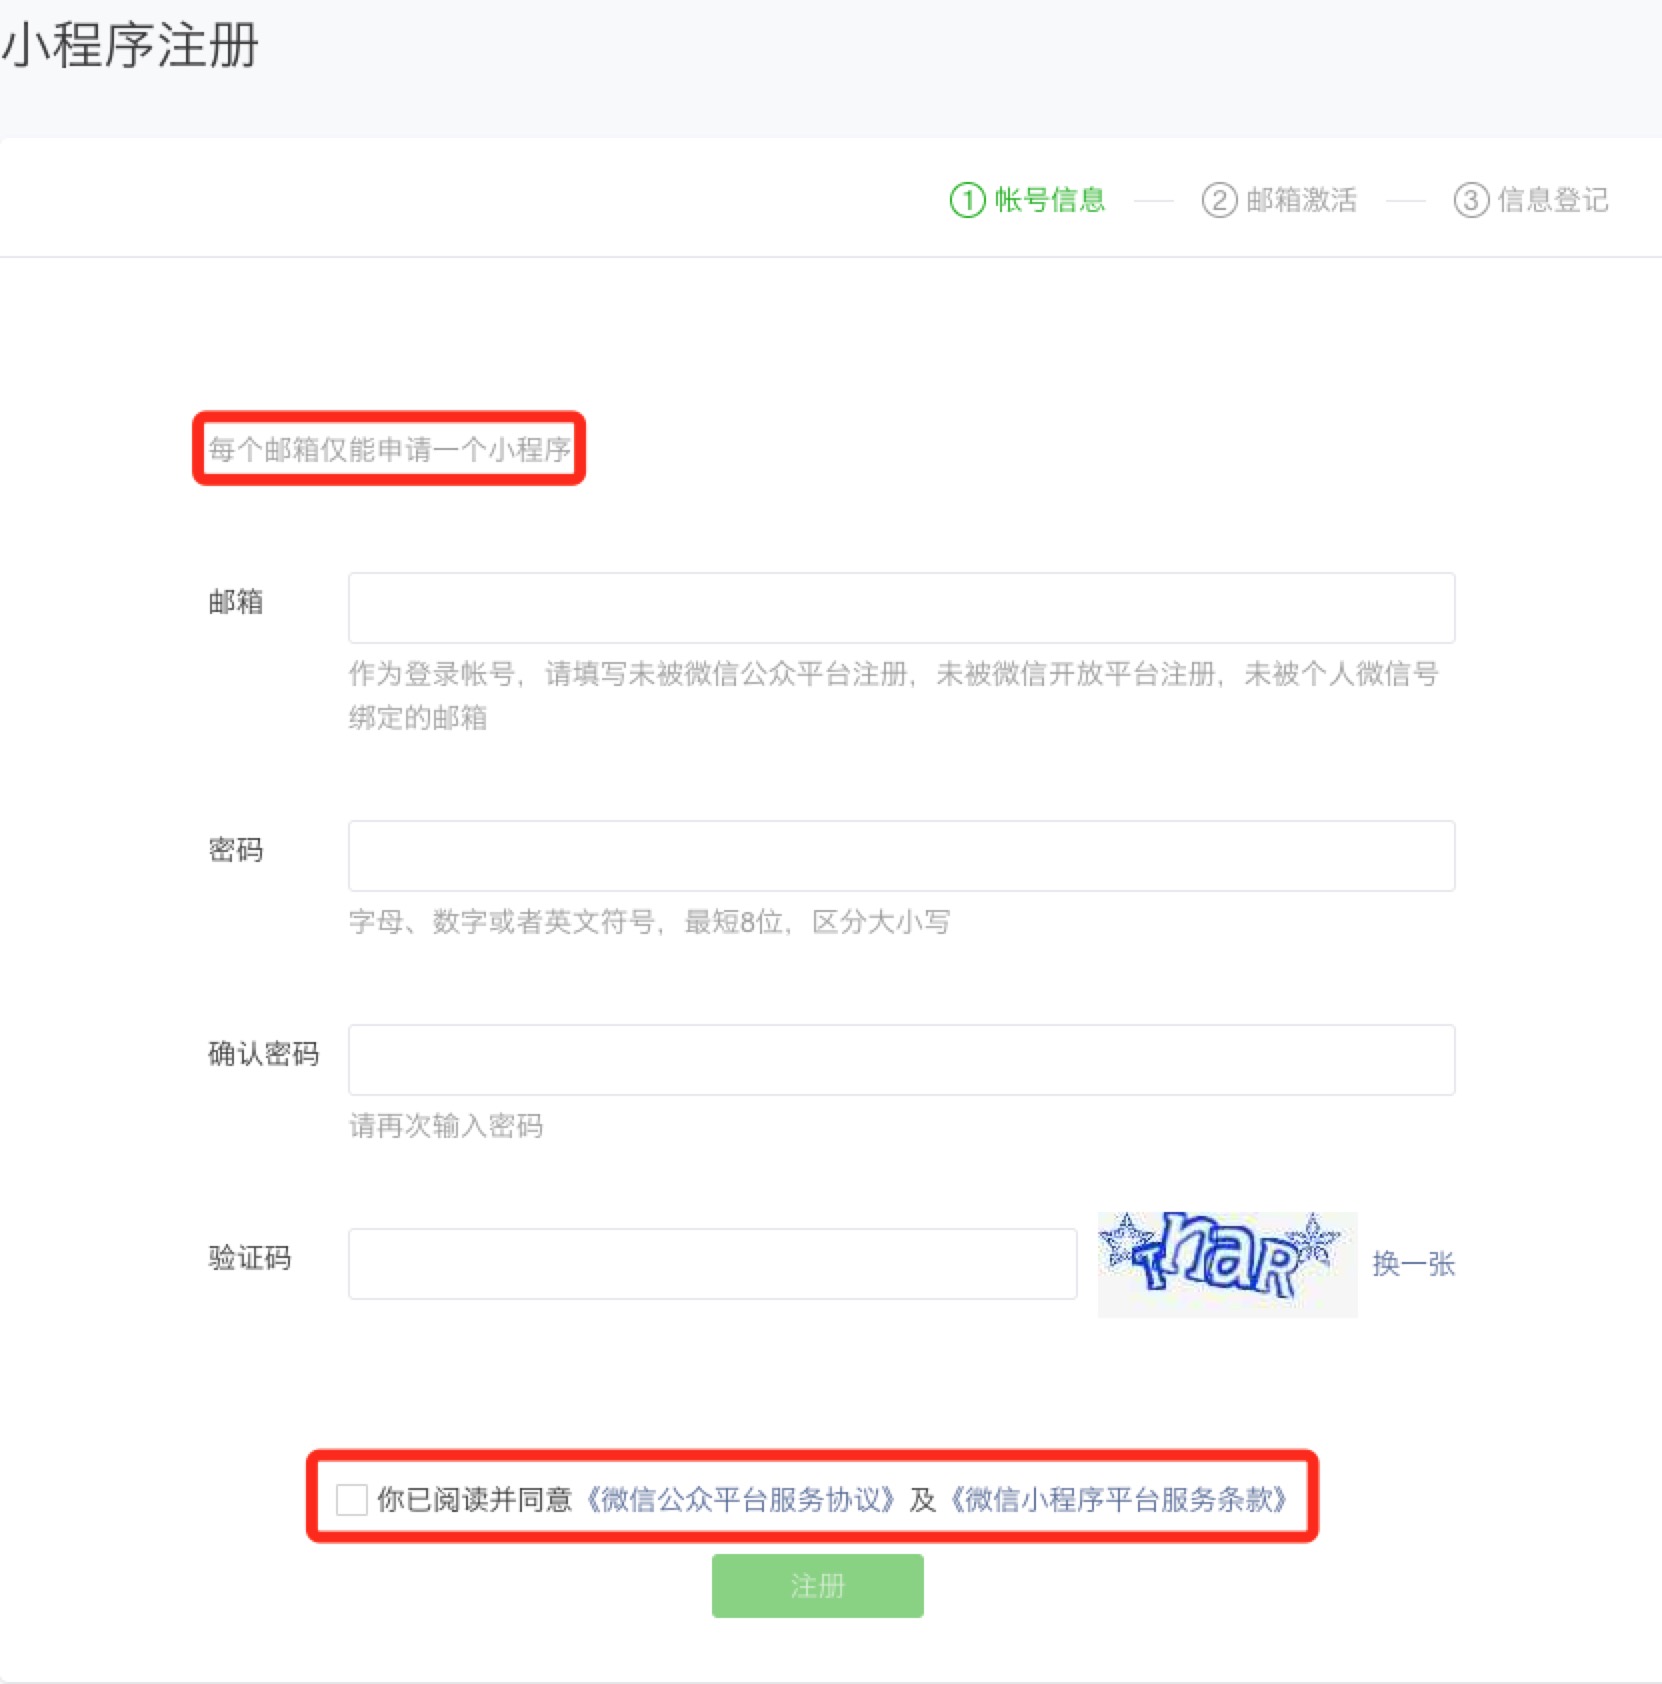 小程序注册
① 帐号信息 — ② 邮箱激活 — ③ 信息登记
每个邮箱仅能申请一个小程序
邮箱
作为登录帐号，请填写未被微信公众平台注册，未被微信开放平台注册，未被个人微信号
绑定的邮箱
密码
字母、数字或者英文符号，最短8位，区分大小写
确认密码
请再次输入密码
验证码
ThaR 换一张
你已阅读并同意《微信公众平台服务协议》及《微信小程序平台服务条款》
注册